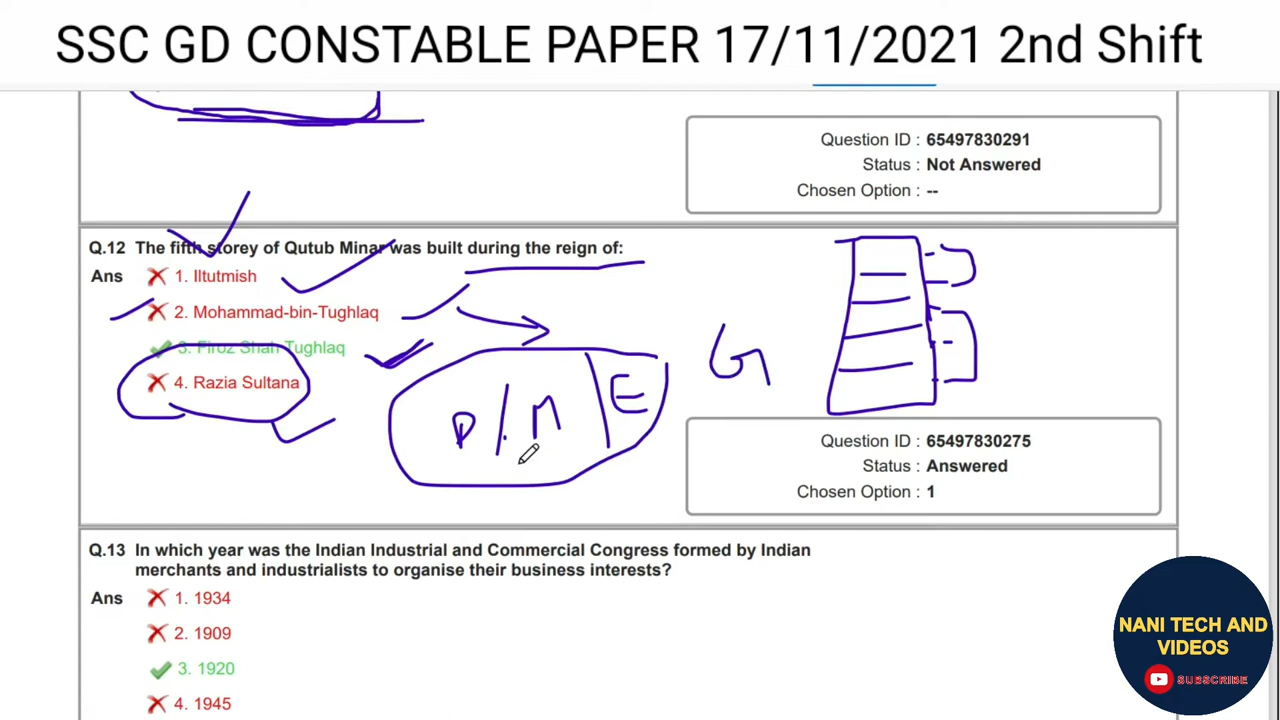 SSC GD CONSTABLE PAPER 17/11/2021 2nd Shift
Question ID : 65497830291
Status : Not Answered
Chosen Option : --
Q.12 The fifth storey of Qutub Minar was built during the reign of:
Ans 1. Iltutmish
2. Mohammad-bin-Tughlaq
3. Firoz Shah Tughlaq
4. Razia Sultana
P/M E
G
Question ID : 65497830275
Status : Answered
Chosen Option : 1
Q.13 In which year was the Indian Industrial and Commercial Congress formed by Indian
merchants and industrialists to organise their business interests?
Ans 1. 1934
2. 1909
3. 1920
4. 1945
NANI TECH AND
VIDEOS
SUBSCRIBE